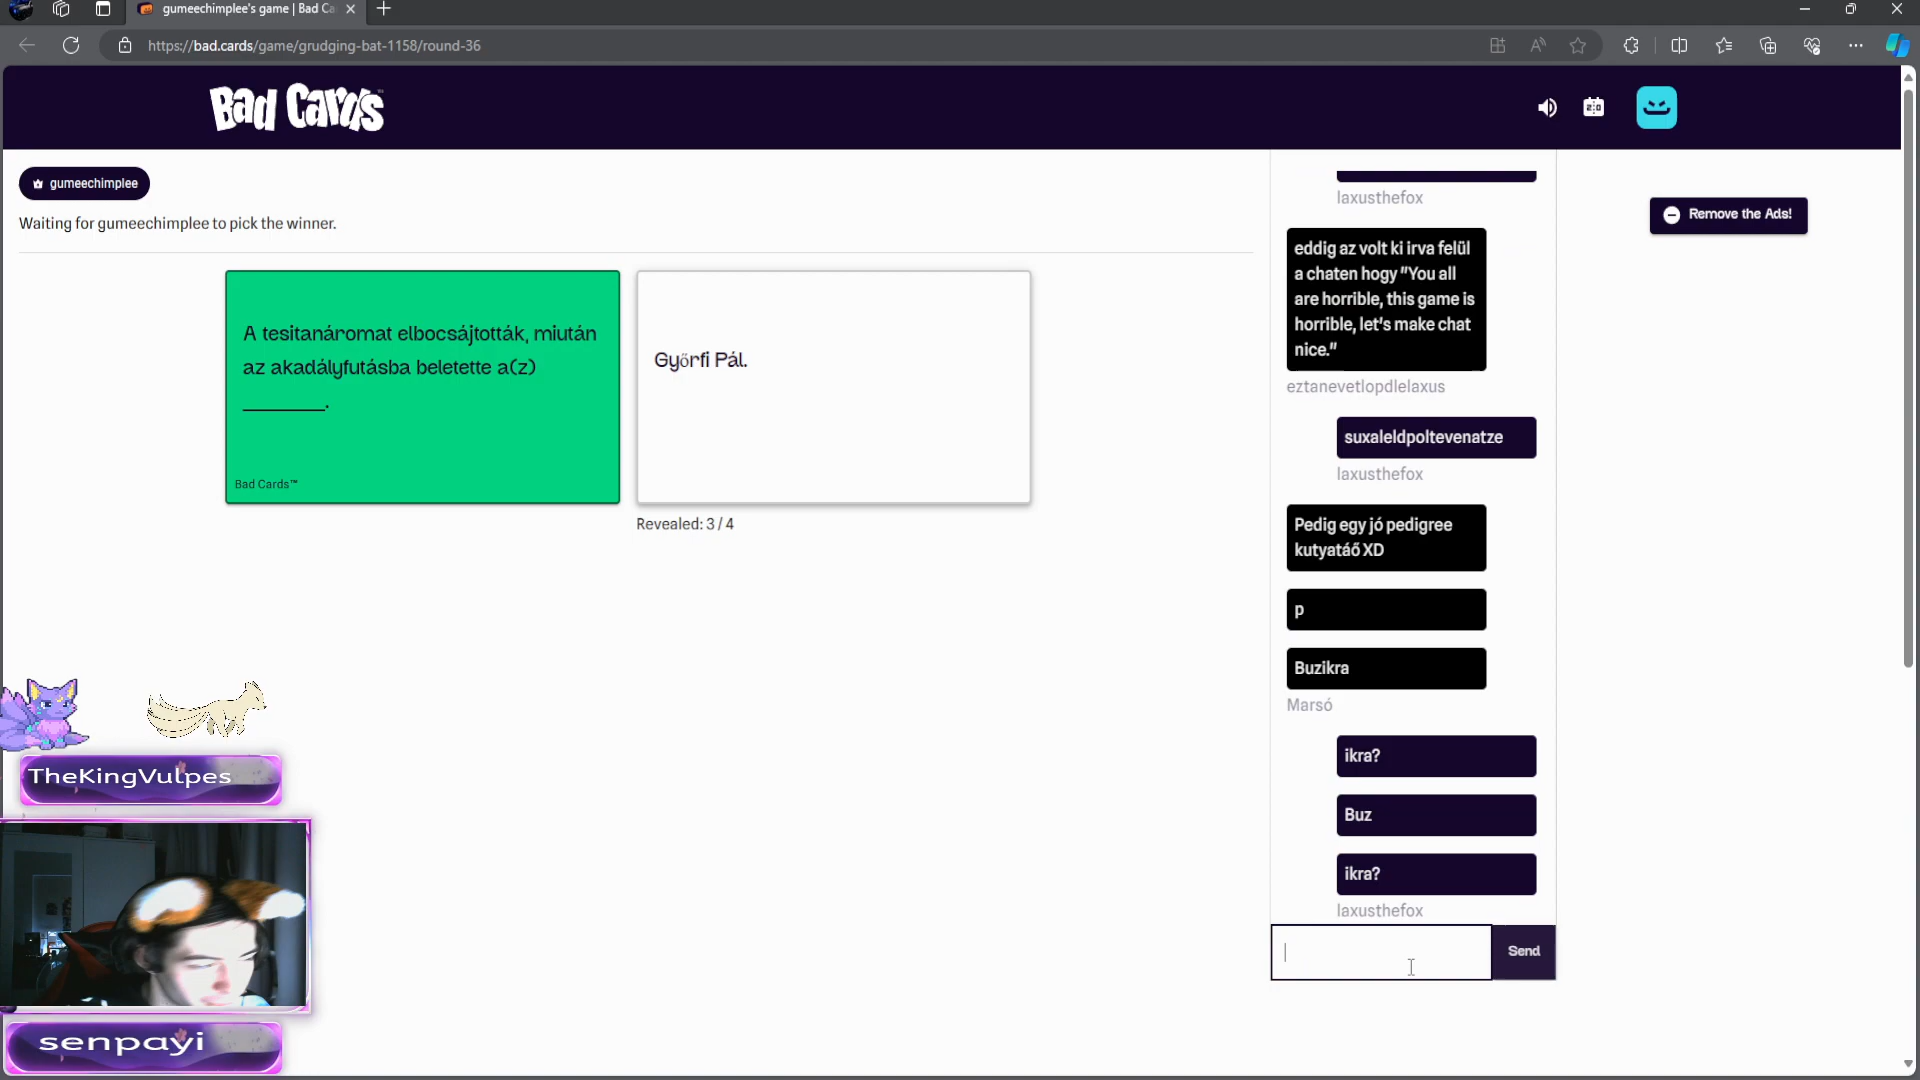 gumeechimplee's game | Bad Ca
https://bad.cards/game/grudging-bat-1158/round-36
Bad Cards
gumeechimplee
Waiting for gumeechimplee to pick the winner.
A tesitanáromat elbocsájtották, miután
az akadályfutásba beletette a(z)
________.
Bad Cards™
Győrfi Pál.
Revealed: 3 / 4
laxusthefox
eddig az volt ki irva felül
a chaten hogy "You all
are horrible, this game is
horrible, let's make chat
nice."
eztanevetlopdlelaxus
suxaleldpoltevenatze
laxusthefox
Pedig egy jó pedigree
kutyatáő XD
p
Buzikra
Marsó
ikra?
Buz
ikra?
laxusthefox
Send
Remove the Ads!
TheKingVulpes
senpayi